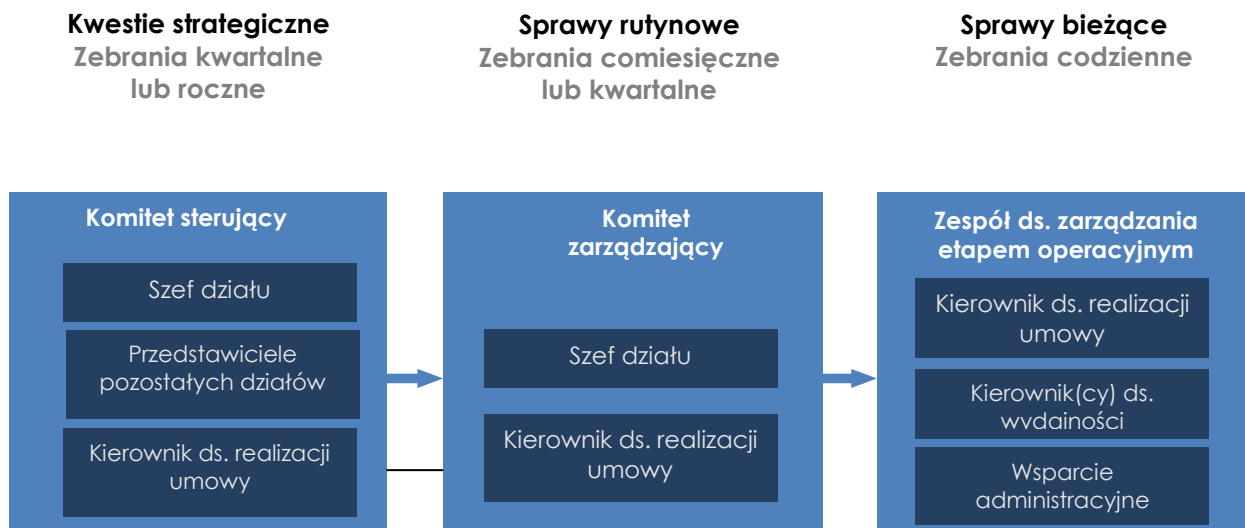 Kwestie strategiczne
Zebrania kwartalne
lub roczne
Sprawy rutynowe
Zebrania comiesięczne
lub kwartalne
Sprawy bieżące
Zebrania codzienne
Komitet sterujący
Szef działu
Przedstawiciele
pozostałych działów
Kierownik ds. realizacji
umowy
Komitet
zarządzający
Szef działu
Kierownik ds. realizacji
umowy
Zespół ds. zarządzania
etapem operacyjnym
Kierownik ds. realizacji
umowy
Kierownik(cy) ds.
wydajności
Wsparcie
administracyjne